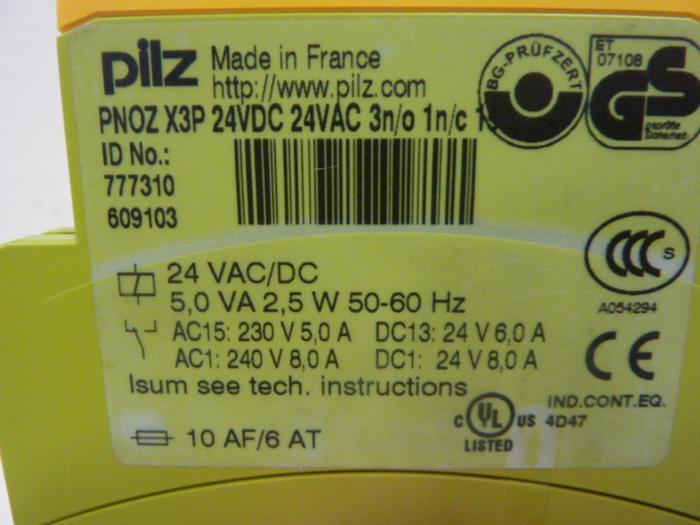 pilz Made in France
http://www.pilz.com
PNOZ X3P 24VDC 24VAC 3n/o 1n/c
ID No.:
777310
609103
BG-PRÜFZERT
ET
07108
GS
geprüfte
Sicherheit
24 VAC/DC
5,0 VA 2,5 W 50-60 Hz
AC15: 230 V 5,0 A DC13: 24 V 6,0 A
AC1: 240 V 8,0 A DC1: 24 V 8,0 A
Isum see tech. instructions
10 AF/6 AT
CCC S
A054294
CE
IND.CONT.EQ.
C UL US 4D47
LISTED